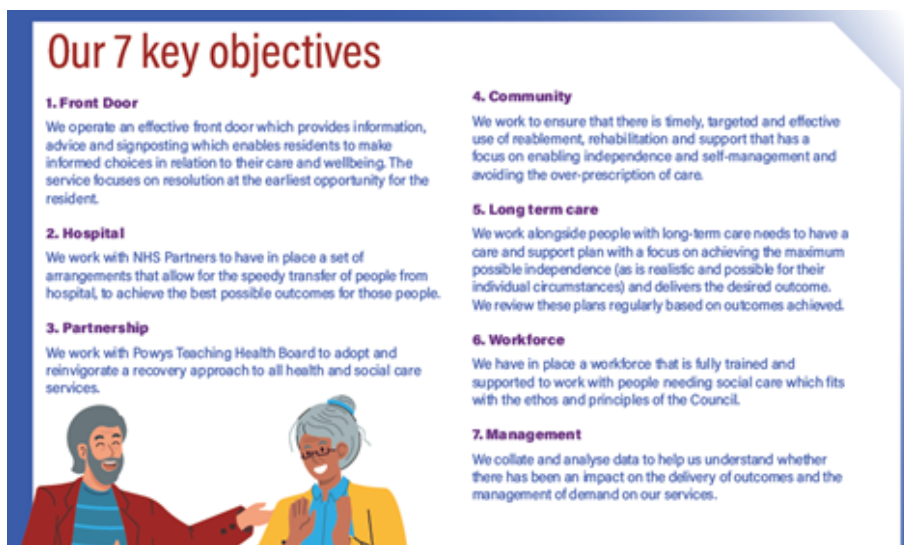 Our 7 key objectives
1. Front Door
We operate an effective front door which provides information,
advice and signposting which enables residents to make
informed choices in relation to their care and wellbeing. The
service focuses on resolution at the earliest opportunity for the
resident.
2. Hospital
We work with NHS Partners to have in place a set of
arrangements that allow for the speedy transfer of people from
hospital, to achieve the best possible outcomes for those people.
3. Partnership
We work with Powys Teaching Health Board to adopt and
reinvigorate a recovery approach to all health and social care
services.
4. Community
We work to ensure that there is timely, targeted and effective
use of reablement, rehabilitation and support that has a
focus on enabling independence and self-management and
avoiding the over-prescription of care.
5. Long term care
We work alongside people with long-term care needs to have a
care and support plan with a focus on achieving the maximum
possible independence (as is realistic and possible for their
individual circumstances) and delivers the desired outcome.
We review these plans regularly based on outcomes achieved.
6. Workforce
We have in place a workforce that is fully trained and
supported to work with people needing social care which fits
with the ethos and principles of the Council.
7. Management
We collate and analyse data to help us understand whether
there has been an impact on the delivery of outcomes and the
management of demand on our services.